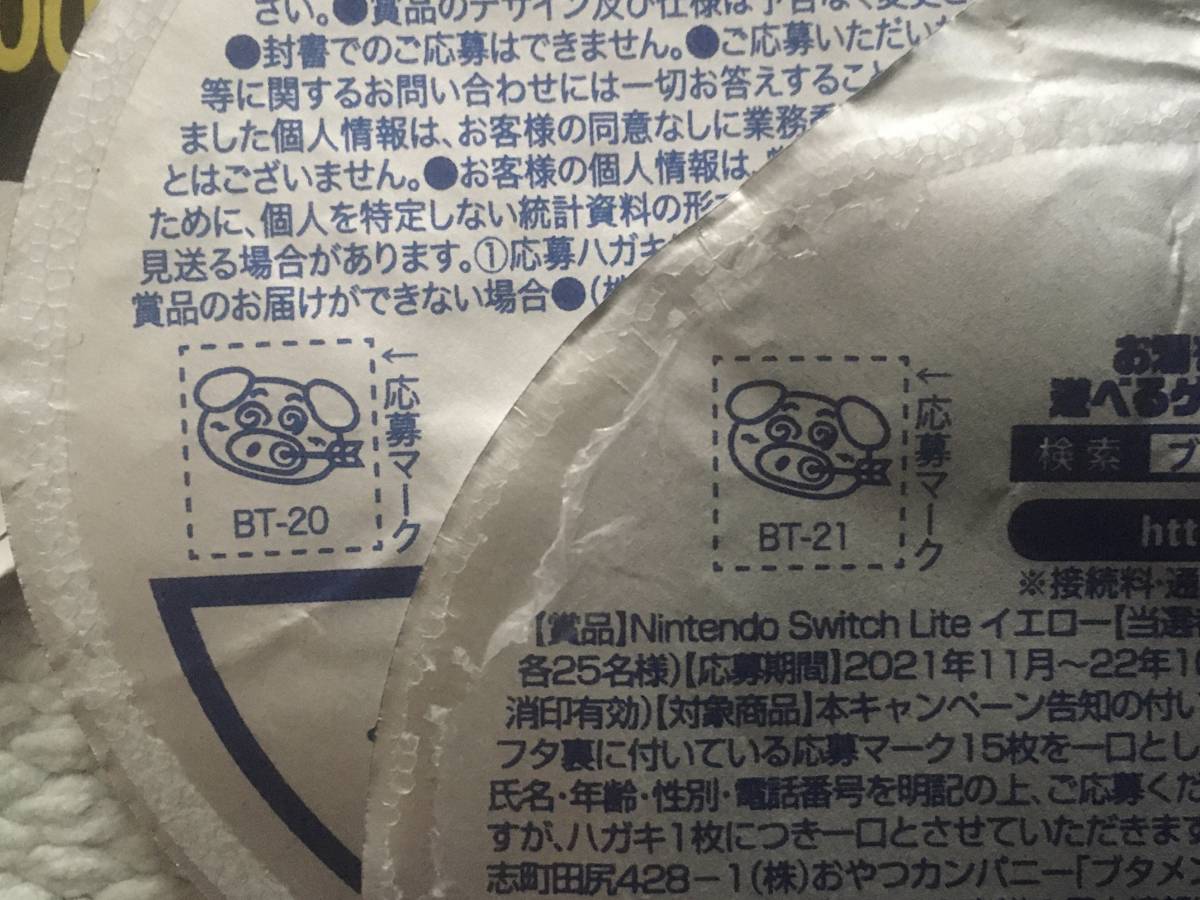 さい。●賞品のデザイン及び仕様は予告なく変更
●封書でのご応募はできません。●ご応募いただい
等に関するお問い合わせには一切お答えすること
ました個人情報は、お客様の同意なしに業務
とはございません。●お客様の個人情報は、
ために、個人を特定しない統計資料の形
見送る場合があります。①応募ハガキ
賞品のお届けができない場合●(株
←応募マーク
BT-20
←応募マーク
BT-21
お湯
遊べる
検索 ブ
htt
※接続料・通
【賞品】Nintendo Switch Lite イエロー【当選
各25名様)【応募期間】2021年11月〜22年1
消印有効)【対象商品】本キャンペーン告知の付い
フタ裏に付いている応募マーク15枚を一口とし
氏名・年齢・性別・電話番号を明記の上、ご応募くだ
すが、ハガキ1枚につき一口とさせていただきます
志町田尻428−1(株)おやつカンパニー「ブタメン